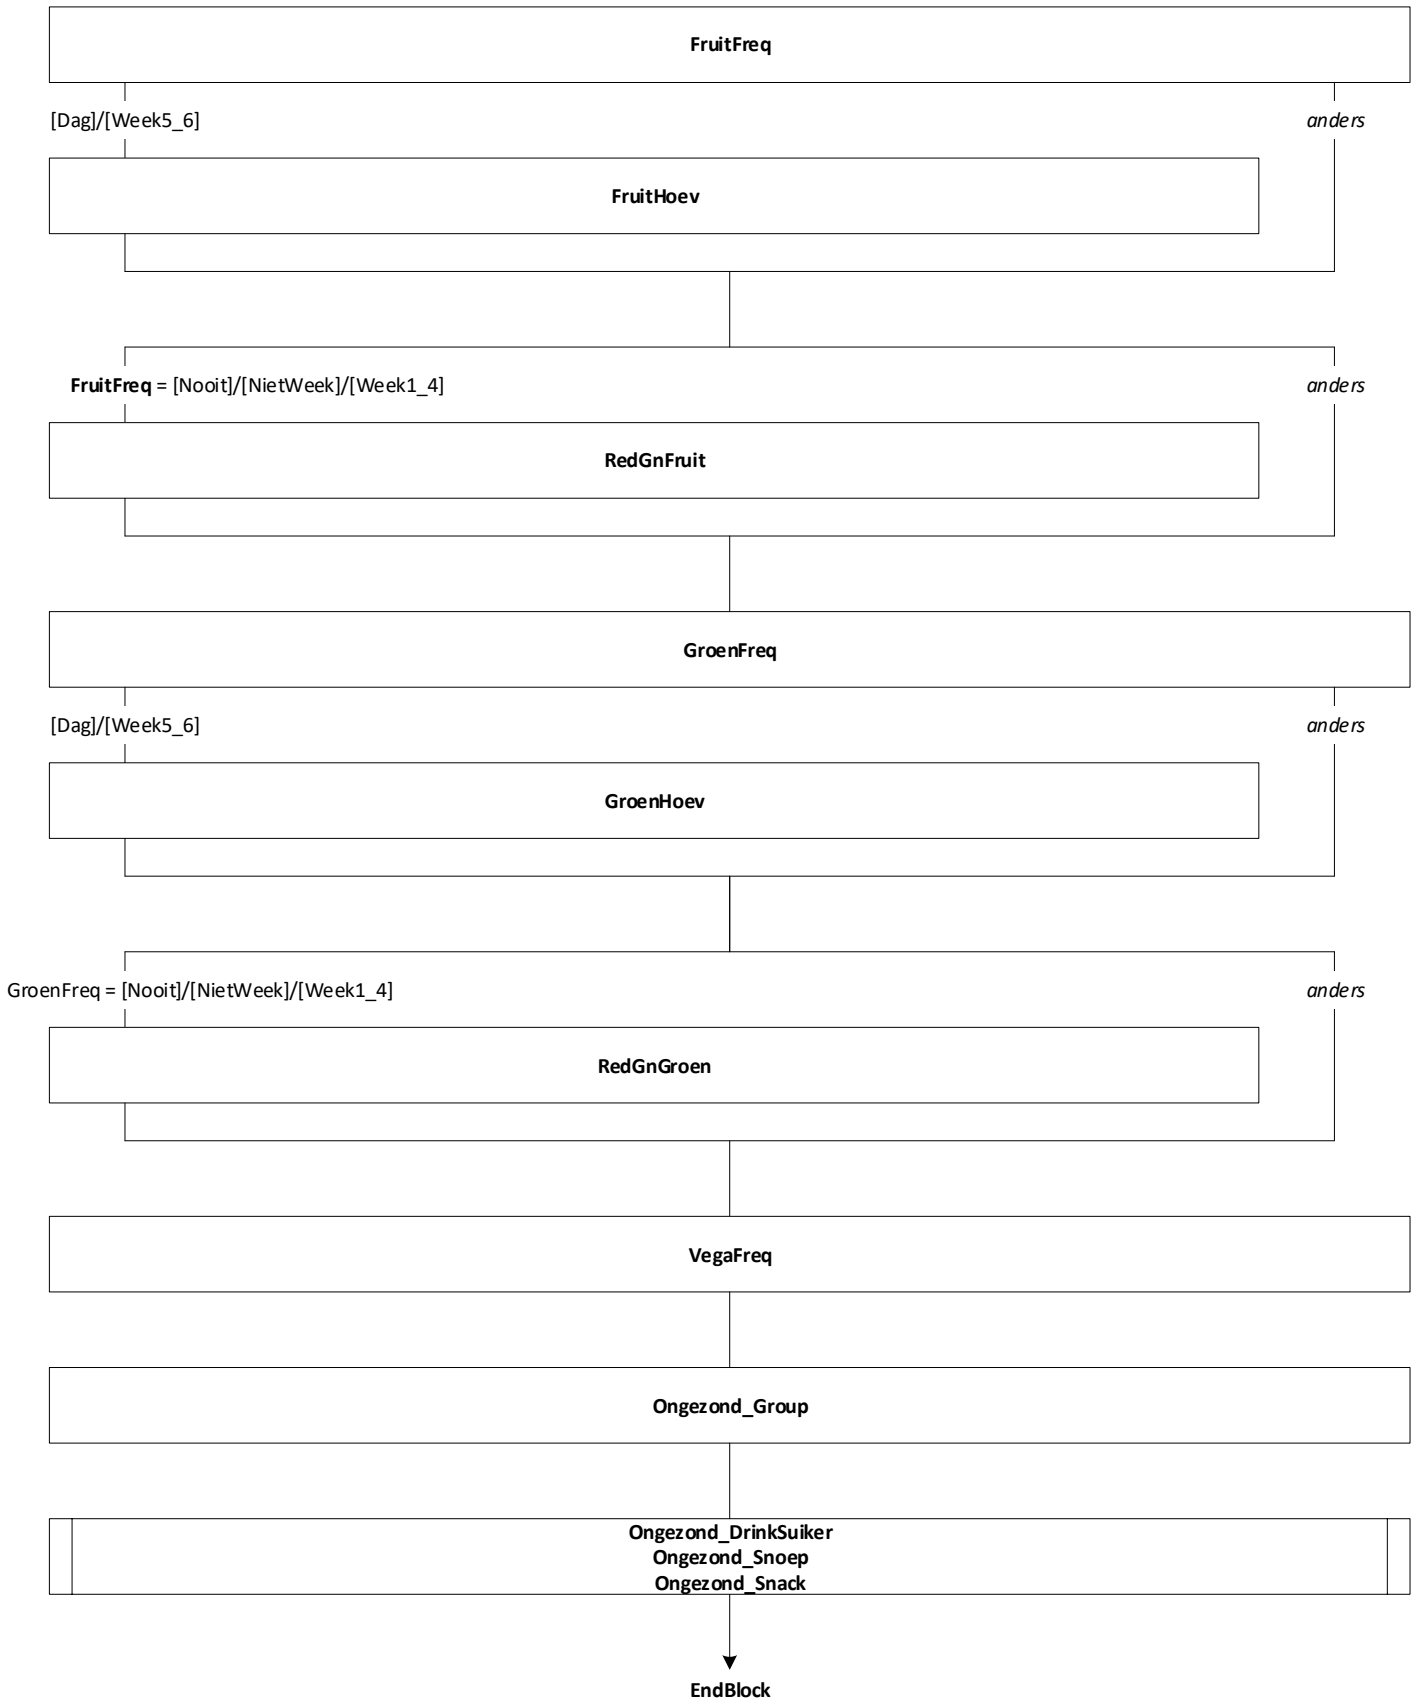 FruitFreq
[Dag]/[Week5_6]
anders
FruitHoev
FruitFreq = [Nooit]/[NietWeek]/[Week1_4]
anders
RedGnFruit
GroenFreq
[Dag]/[Week5_6]
anders
GroenHoev
GroenFreq = [Nooit]/[NietWeek]/[Week1_4]
anders
RedGnGroen
VegaFreq
Ongezond_Group
Ongezond_DrinkSuiker
Ongezond_Snoep
Ongezond_Snack
EndBlock